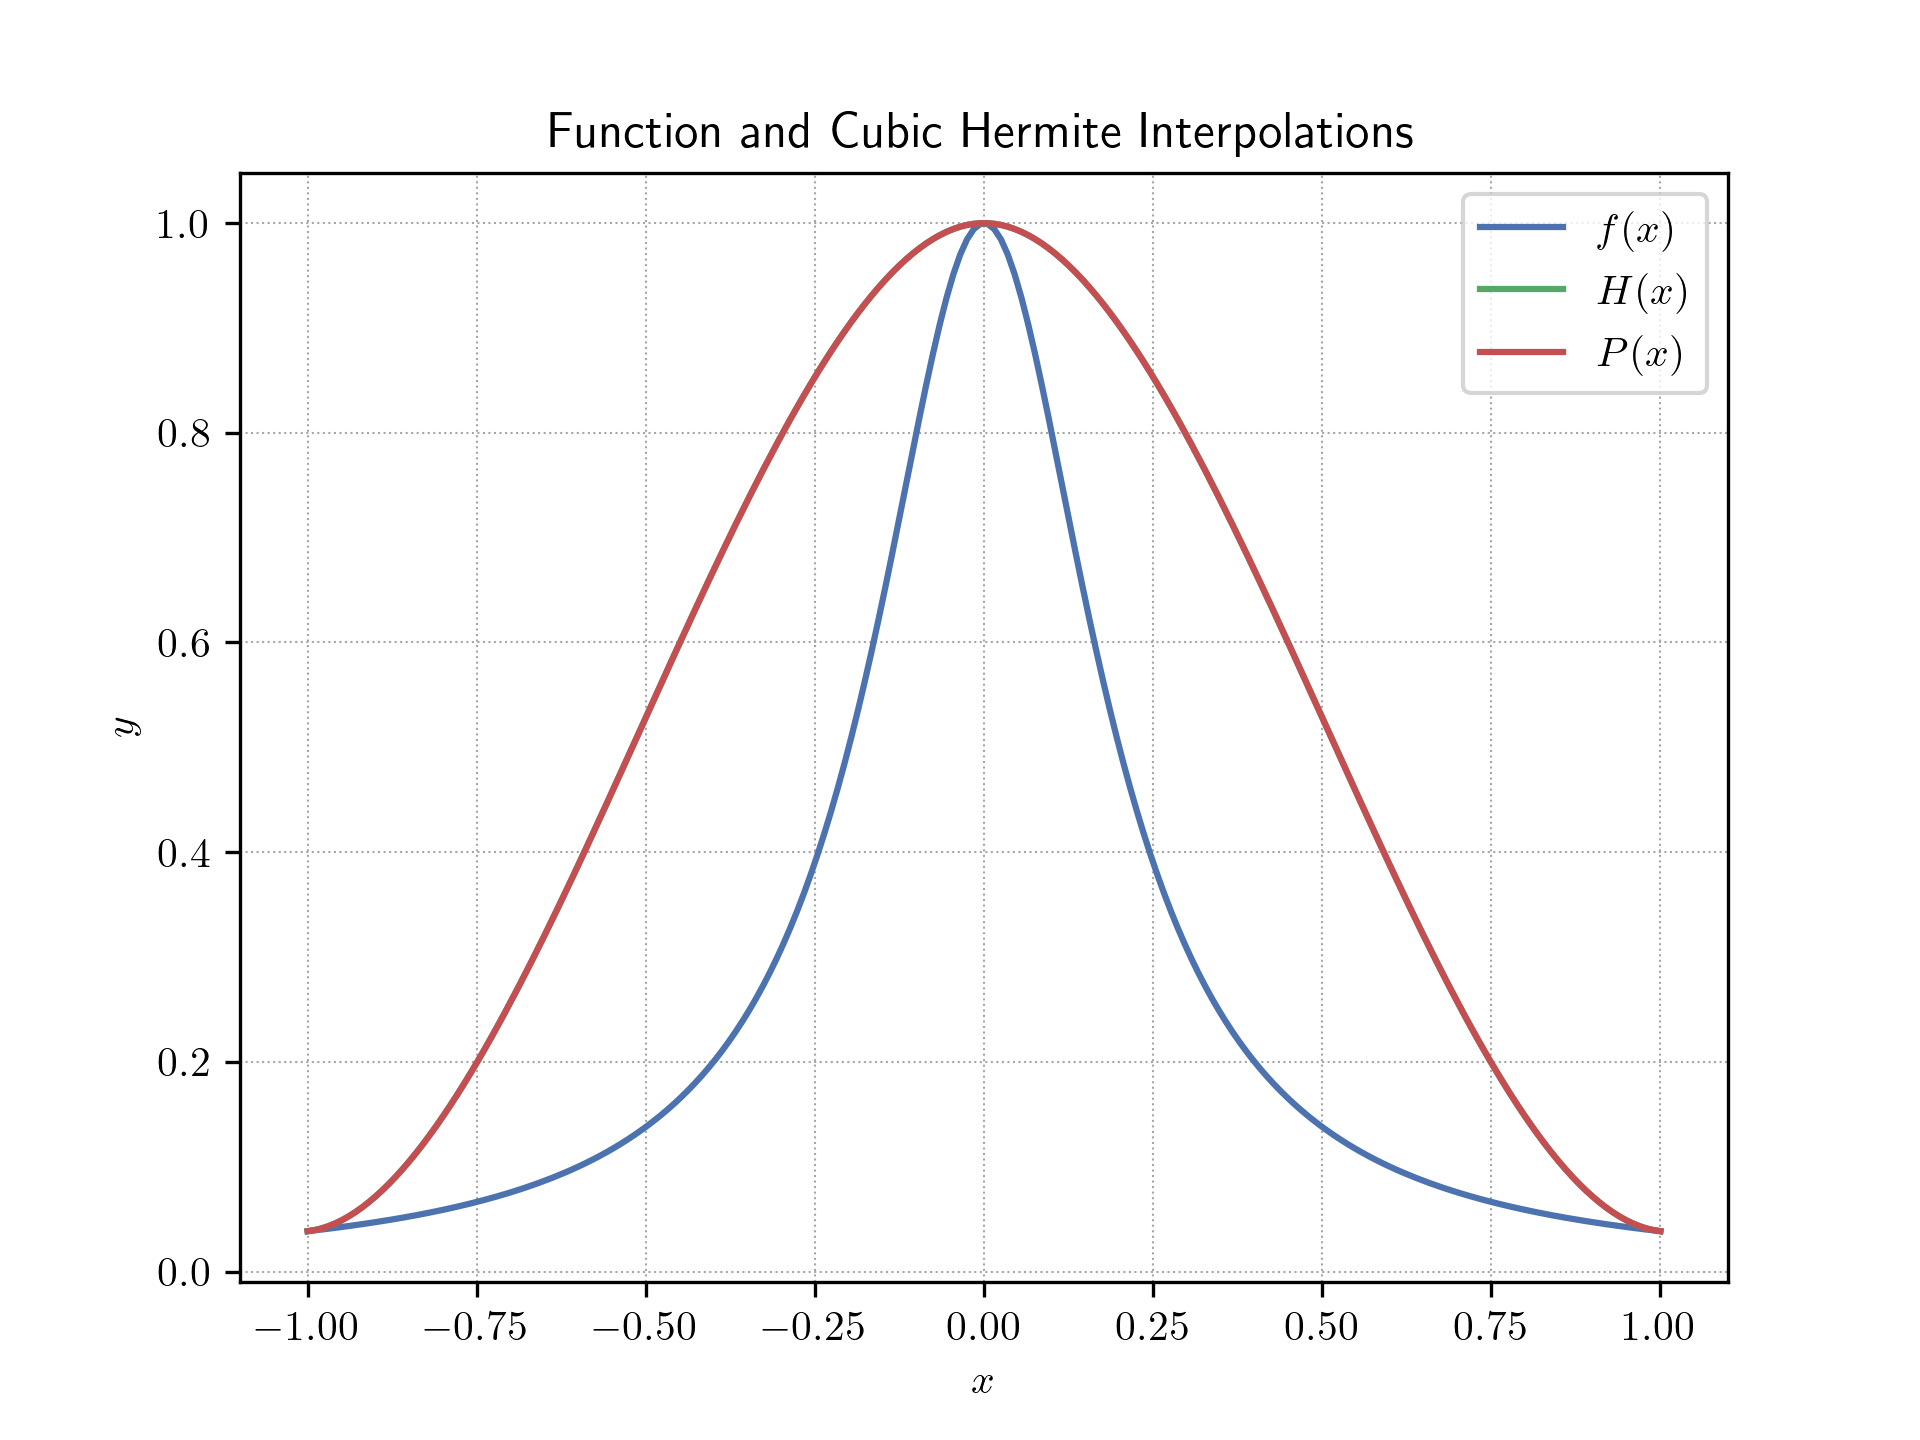 Function and Cubic Hermite Interpolations
f(x)
H(x)
P(x)
1.0
0.8
0.6
0.4
0.2
0.0
y
−1.00 −0.75 −0.50 −0.25 0.00 0.25 0.50 0.75 1.00
x